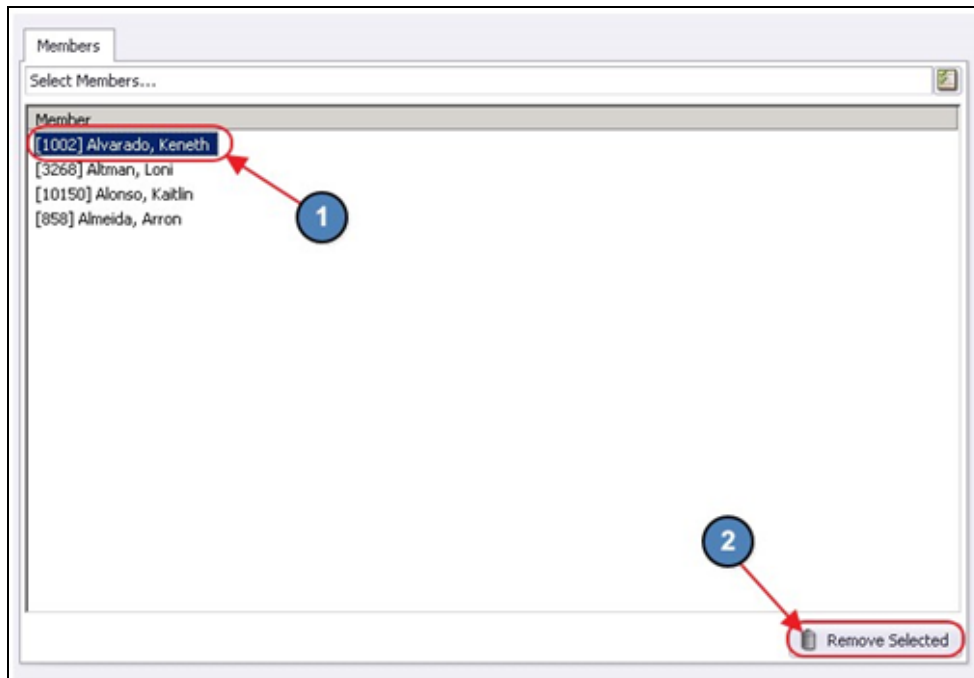 Members
Select Members...
Member
[1002] Alvarado, Keneth
[3268] Altman, Loni
[10150] Alonso, Kaitlin
[858] Almeida, Arron
1
2
Remove Selected